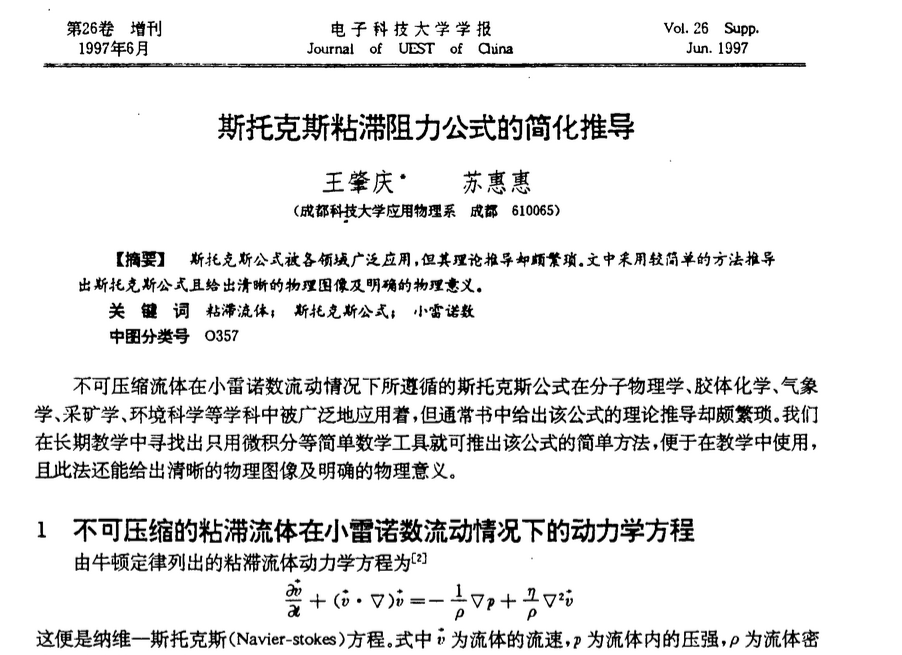 第26卷 增刊 电子科技大学学报 Vol. 26 Supp.
1997年6月 Journal of UEST of China Jun. 1997
斯托克斯粘滞阻力公式的简化推导
王肇庆* 苏惠惠
(成都科技大学应用物理系 成都 610065)
【摘要】 斯托克斯公式被各领域广泛应用,但其理论推导却颇繁琐。文中采用较简单的方法推导
出斯托克斯公式且给出清晰的物理图像及明确的物理意义。
关 键 词 粘滞流体; 斯托克斯公式; 小雷诺数
中图分类号 O357
不可压缩流体在小雷诺数流动情况下所遵循的斯托克斯公式在分子物理学、胶体化学、气象
学、采矿学、环境科学等学科中被广泛地应用着,但通常书中给出该公式的理论推导却颇繁琐。我们
在长期教学中寻找出只用微积分等简单数学工具就可推出该公式的简单方法,便于在教学中使用,
且此法还能给出清晰的物理图像及明确的物理意义。
1 不可压缩的粘滞流体在小雷诺数流动情况下的动力学方程
由牛顿定律列出的粘滞流体动力学方程为[2]
∂v⃗/∂t + (v⃗ · ∇)v⃗ = − 1/ρ ∇p + η/ρ ∇²v⃗
这便是纳维—斯托克斯(Navier-stokes)方程。式中 v⃗ 为流体的流速,p 为流体内的压强,ρ 为流体密